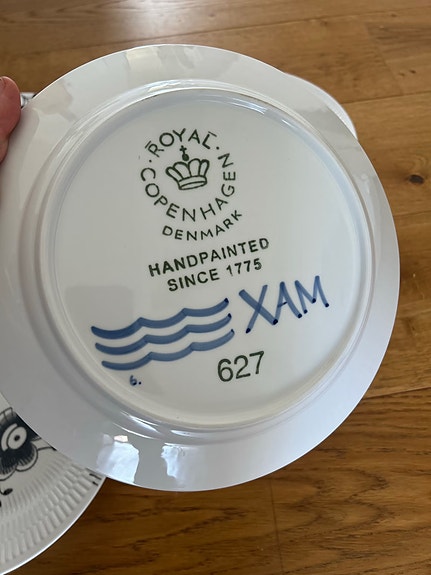 ROYAL
COPENHAGEN
DENMARK
HANDPAINTED
SINCE 1775
XAM
6.
627